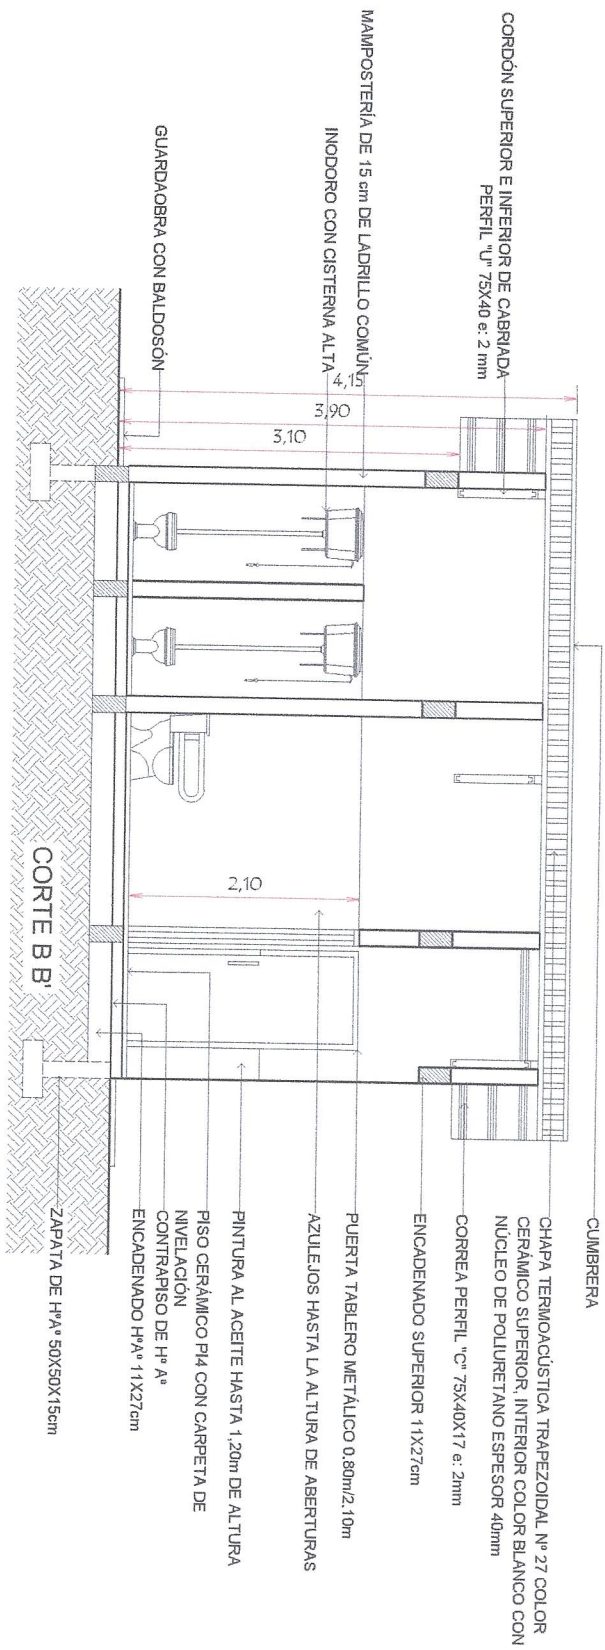 CORDÓN SUPERIOR E INFERIOR DE CABRIADA
PERFIL "U" 75X40 e: 2 mm
MAMPOSTERÍA DE 15 cm DE LADRILLO COMÚN
INODORO CON CISTERNA ALTA
GUARDAOBRA CON BALDOSÓN
4,15
3,90
3,10
2,10
CORTE B B'
CUMBRERA
CHAPA TERMOACÚSTICA TRAPEZOIDAL Nº 27 COLOR
CERÁMICO SUPERIOR, INTERIOR COLOR BLANCO CON
NÚCLEO DE POLIURETANO ESPESOR 40mm
CORREA PERFIL "C" 75X40X17 e: 2mm
ENCADENADO SUPERIOR 11X27cm
PUERTA TABLERO METÁLICO 0.80m/2.10m
AZULEJOS HASTA LA ALTURA DE ABERTURAS
PINTURA AL ACEITE HASTA 1,20m DE ALTURA
PISO CERÁMICO PI4 CON CARPETA DE
NIVELACIÓN
CONTRAPISO DE Hº Aº
ENCADENADO HºAº 11X27cm
ZAPATA DE HºAº 50X50X15cm